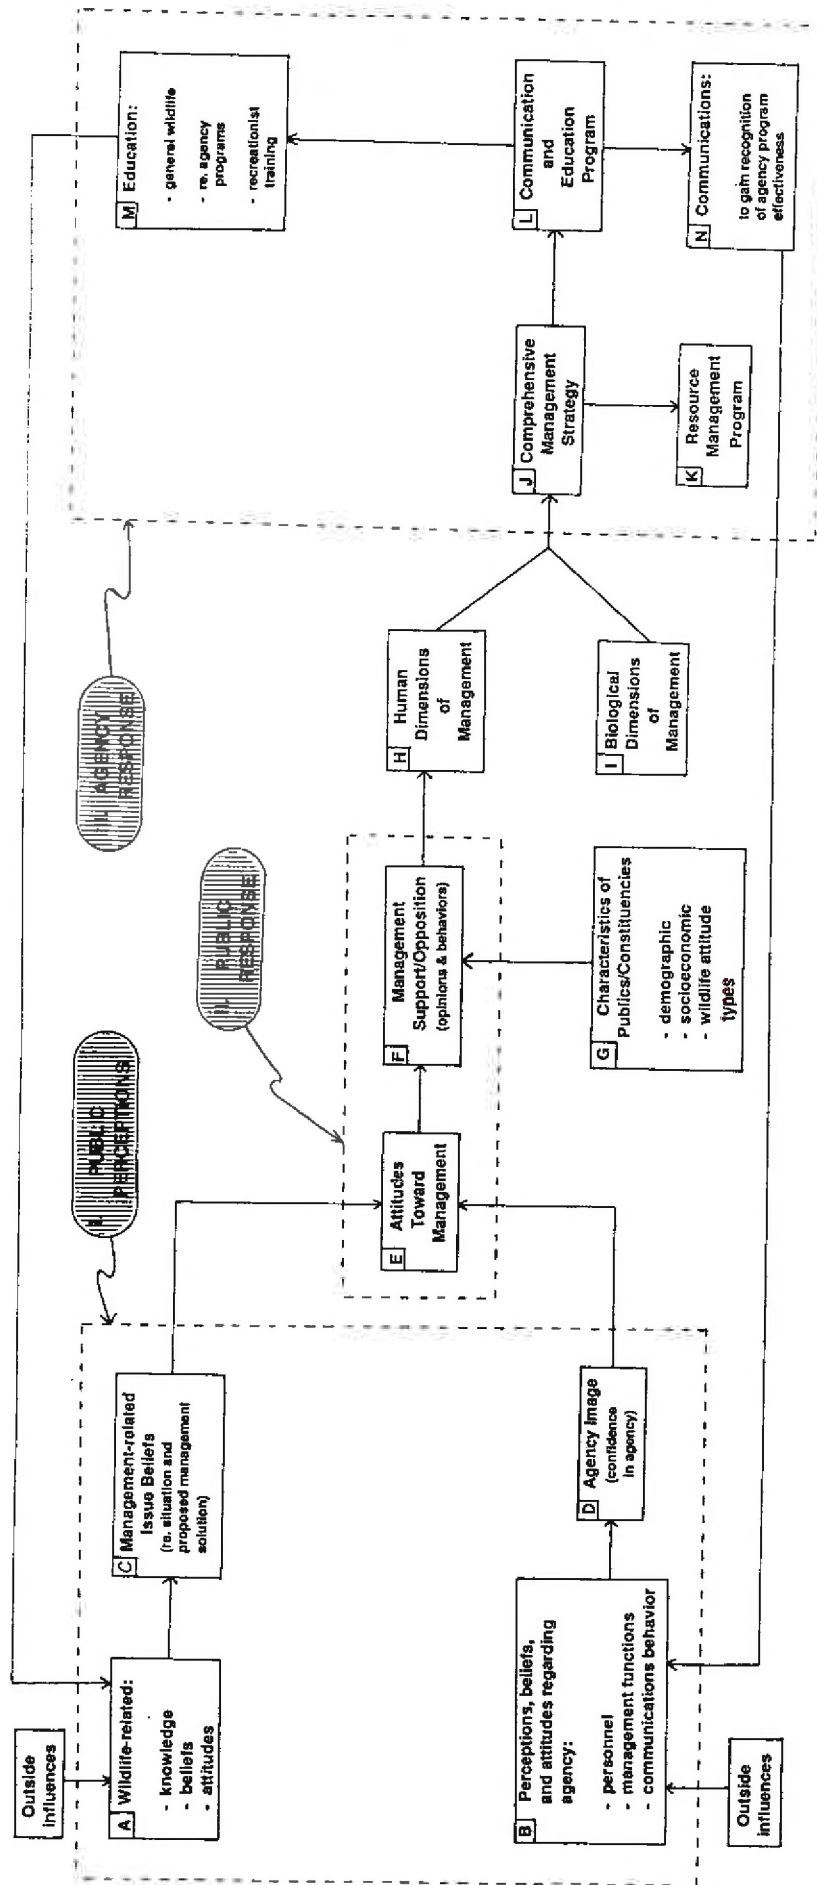 Outside
influences
A Wildlife-related:
- knowledge
- beliefs
- attitudes
C Management-related
Issue Beliefs
(re. situation and
proposed management
solution)
I. PUBLIC
PERCEPTIONS
B Perceptions, beliefs,
and attitudes regarding
agency:
- personnel
- management functions
- communications behavior
Outside
influences
D Agency Image
(confidence
in agency)
II. PUBLIC
RESPONSE
E Attitudes
Toward
Management
F Management
Support/Opposition
(opinions & behaviors)
G Characteristics of
Publics/Constituencies
- demographic
- socioeconomic
- wildlife attitude
types
AGENCY
RESPONSE
H Human
Dimensions
of
Management
I Biological
Dimensions
of
Management
J Comprehensive
Management
Strategy
K Resource
Management
Program
L Communication
and
Education
Program
M Education:
- general wildlife
- re. agency
programs
- recreationist
training
N Communications:
to gain recognition
of agency program
effectiveness